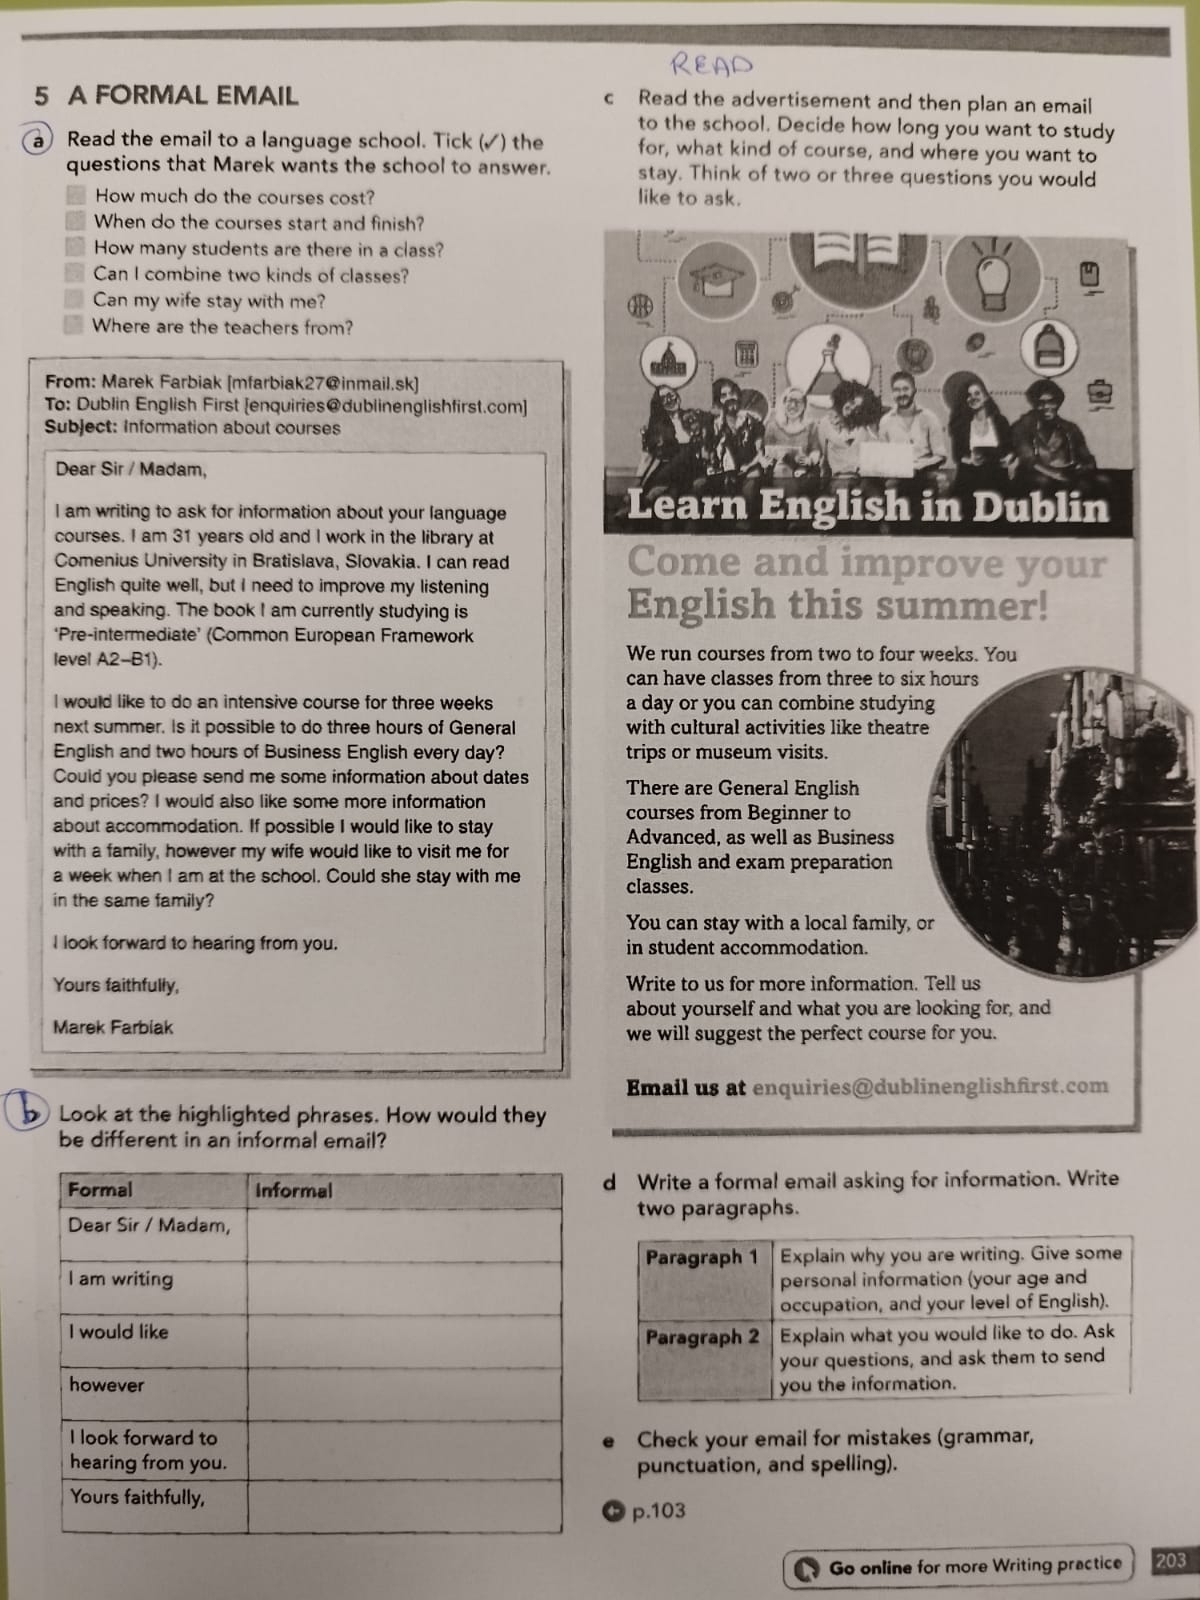 READ
5 A FORMAL EMAIL
a Read the email to a language school. Tick (✓) the
questions that Marek wants the school to answer.
How much do the courses cost?
When do the courses start and finish?
How many students are there in a class?
Can I combine two kinds of classes?
Can my wife stay with me?
Where are the teachers from?
From: Marek Farbiak [mfarbiak27@inmail.sk]
To: Dublin English First [enquiries@dublinenglishfirst.com]
Subject: Information about courses
Dear Sir / Madam,
I am writing to ask for information about your language
courses. I am 31 years old and I work in the library at
Comenius University in Bratislava, Slovakia. I can read
English quite well, but I need to improve my listening
and speaking. The book I am currently studying is
‘Pre-intermediate’ (Common European Framework
level A2–B1).
I would like to do an intensive course for three weeks
next summer. Is it possible to do three hours of General
English and two hours of Business English every day?
Could you please send me some information about dates
and prices? I would also like some more information
about accommodation. If possible I would like to stay
with a family, however my wife would like to visit me for
a week when I am at the school. Could she stay with me
in the same family?
I look forward to hearing from you.
Yours faithfully,
Marek Farbiak
b Look at the highlighted phrases. How would they
be different in an informal email?
Formal Informal
Dear Sir / Madam,
I am writing
I would like
however
I look forward to
hearing from you.
Yours faithfully,
c Read the advertisement and then plan an email
to the school. Decide how long you want to study
for, what kind of course, and where you want to
stay. Think of two or three questions you would
like to ask.
Learn English in Dublin
Come and improve your
English this summer!
We run courses from two to four weeks. You
can have classes from three to six hours
a day or you can combine studying
with cultural activities like theatre
trips or museum visits.
There are General English
courses from Beginner to
Advanced, as well as Business
English and exam preparation
classes.
You can stay with a local family, or
in student accommodation.
Write to us for more information. Tell us
about yourself and what you are looking for, and
we will suggest the perfect course for you.
Email us at enquiries@dublinenglishfirst.com
d Write a formal email asking for information. Write
two paragraphs.
Paragraph 1 Explain why you are writing. Give some
personal information (your age and
occupation, and your level of English).
Paragraph 2 Explain what you would like to do. Ask
your questions, and ask them to send
you the information.
e Check your email for mistakes (grammar,
punctuation, and spelling).
p.103
Go online for more Writing practice
203